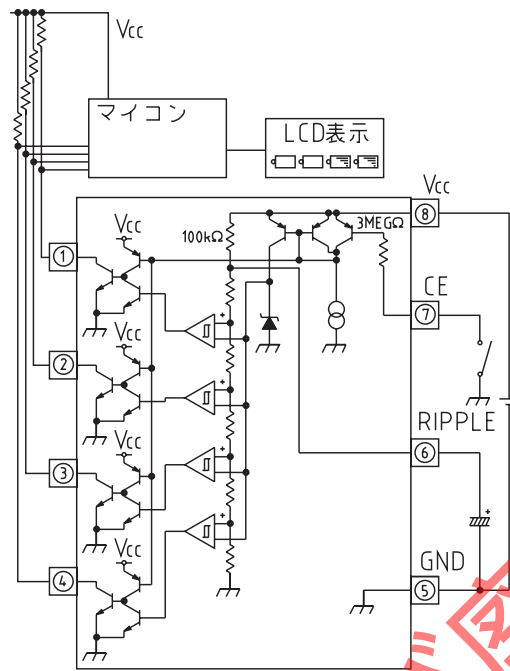 Vcc
マイコン
LCD表示
Vcc
8
3MEGΩ
100kΩ
Vcc
1
CE
7
Vcc
2
RIPPLE
6
Vcc
3
Vcc
4
GND
5